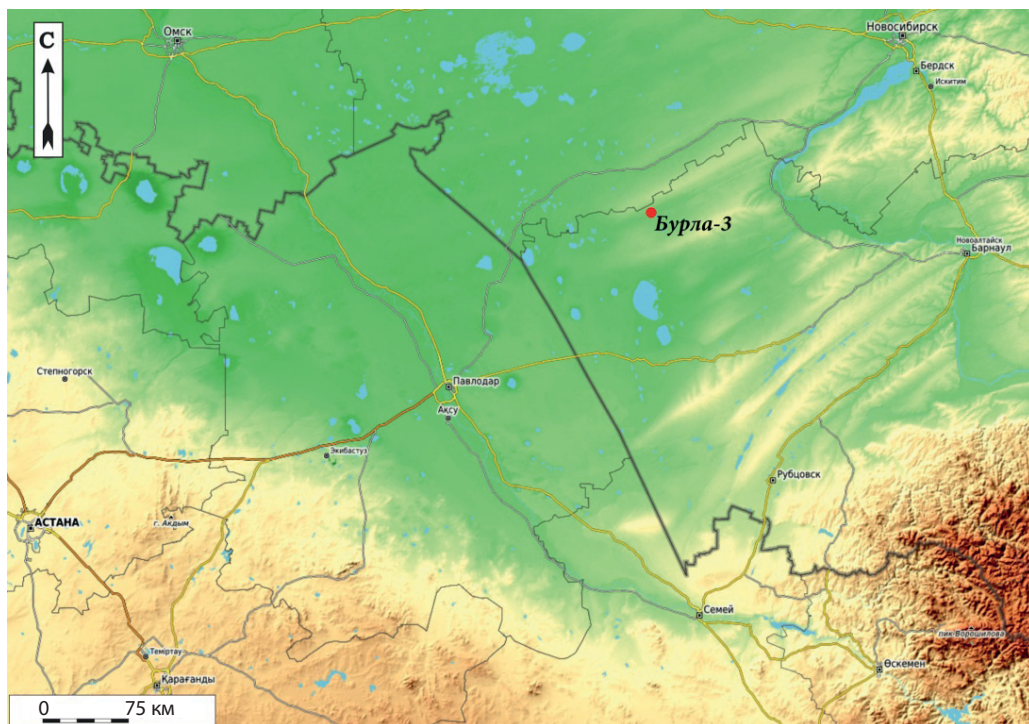 Омск
Новосибирск
С
Бердск
Искитим
Бурла-3
Новоалтайск
Барнаул
Степногорск
Павлодар
Ақсу
Экибастуз
Рубцовск
АСТАНА
г. Акдым
Семей
пик Ворошилова
Теміртау
Өскемен
Қарағанды
0 75 км